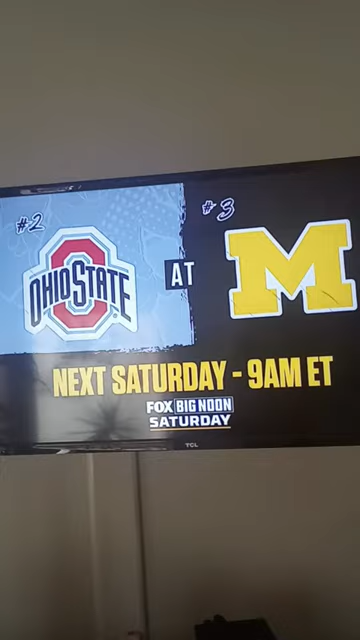 #2
#3
OHIO STATE
AT
M
NEXT SATURDAY - 9AM ET
FOX BIG NOON
SATURDAY
TCL